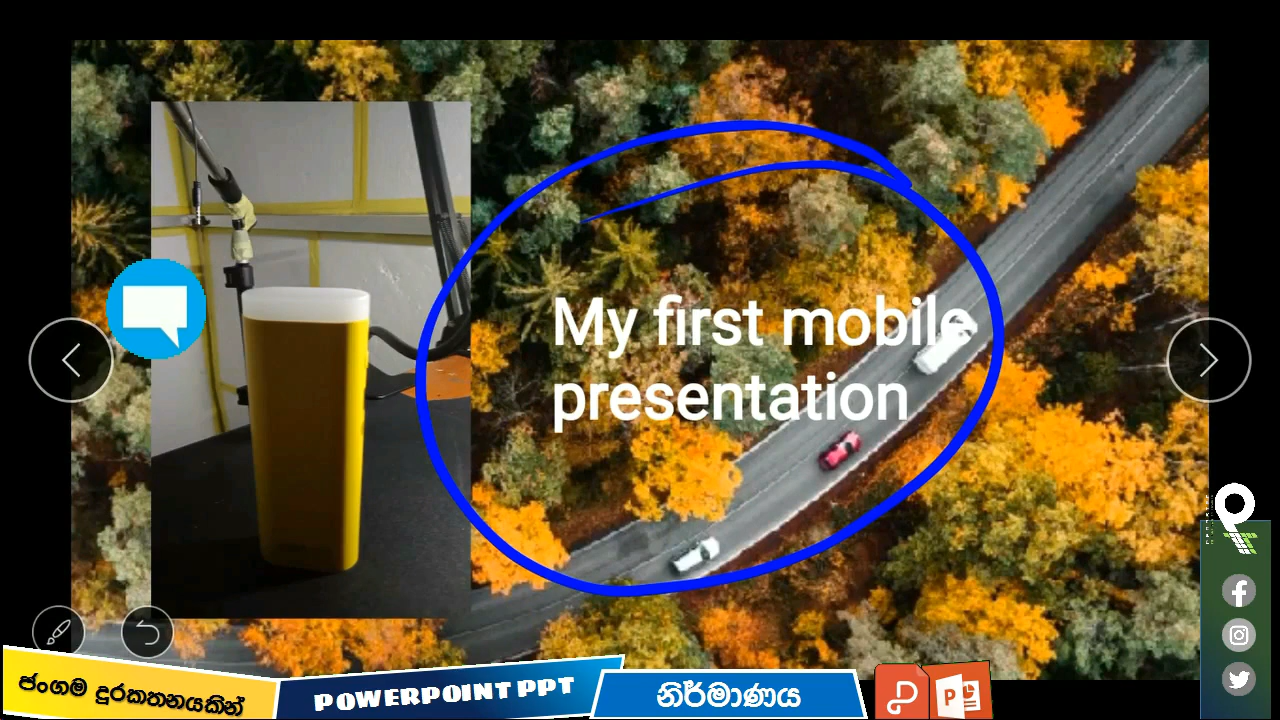 My first mobile
presentation
ජංගම දුරකතනයකින්
POWERPOINT PPT
නිර්මාණය
P